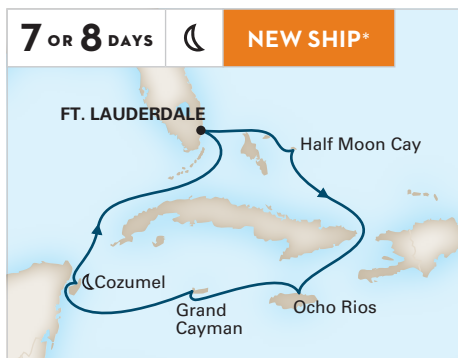 7 OR 8 DAYS
NEW SHIP*
FT. LAUDERDALE
Half Moon Cay
Cozumel
Grand
Cayman
Ocho Rios